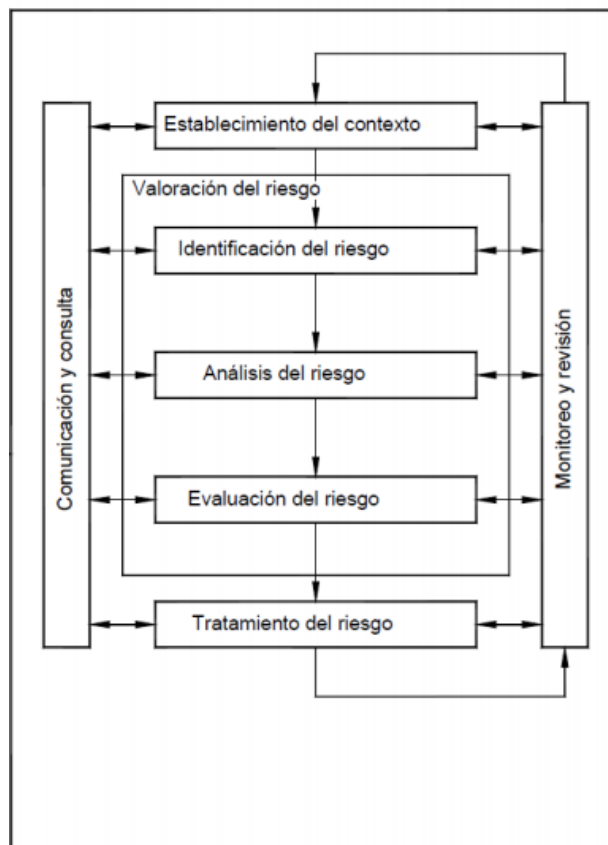 Establecimiento del contexto
Valoración del riesgo
Identificación del riesgo
Análisis del riesgo
Evaluación del riesgo
Tratamiento del riesgo
Comunicación y consulta
Monitoreo y revisión